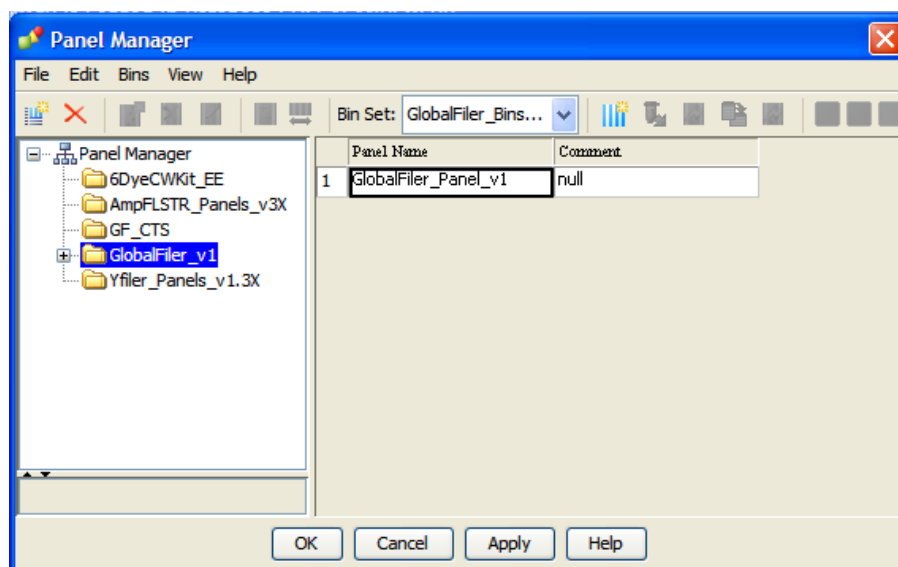 Panel Manager
File Edit Bins View Help
Bin Set: GlobalFiler_Bins...
Panel Manager
6DyeCWKit_EE
AmpFLSTR_Panels_v3X
GF_CTS
GlobalFiler_v1
Yfiler_Panels_v1.3X
Panel Name Comment
1 GlobalFiler_Panel_v1 null
OK Cancel Apply Help